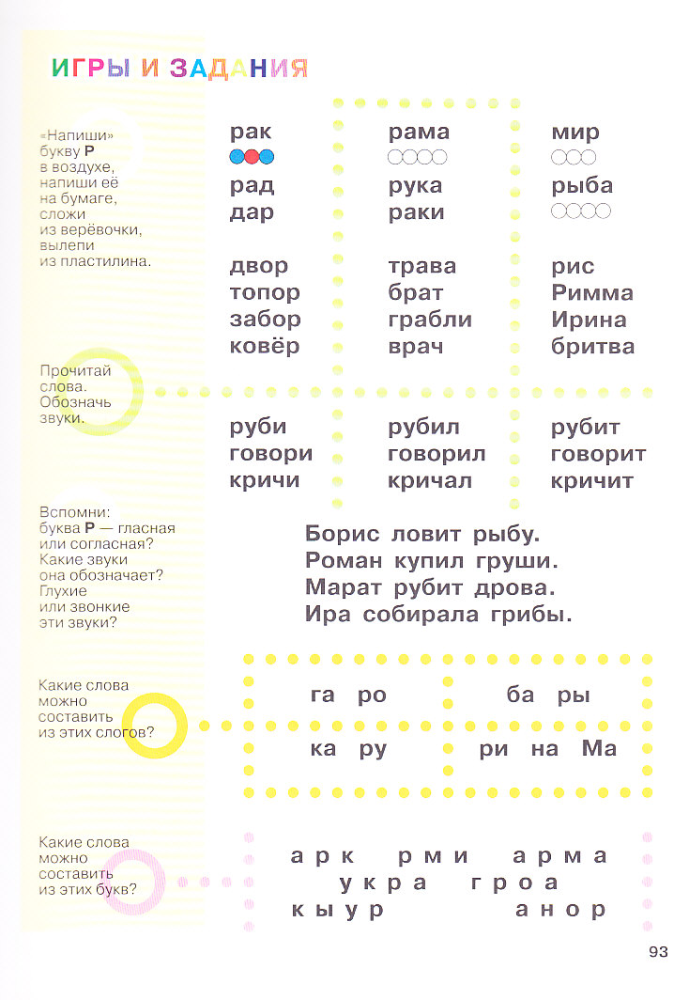 ИГРЫ И ЗАДАНИЯ
«Напиши»
букву Р
в воздухе,
напиши её
на бумаге,
сложи
из верёвочки,
вылепи
из пластилина.
рак рама мир
рад рука рыба
дар раки
двор трава рис
топор брат Римма
забор грабли Ирина
ковёр врач бритва
Прочитай
слова.
Обозначь
звуки.
руби рубил рубит
говори говорил говорит
кричи кричал кричит
Вспомни:
буква Р — гласная
или согласная?
Какие звуки
она обозначает?
Глухие
или звонкие
эти звуки?
Борис ловит рыбу.
Роман купил груши.
Марат рубит дрова.
Ира собирала грибы.
Какие слова
можно
составить
из этих слогов?
га ро ба ры
ка ру ри на Ма
Какие слова
можно
составить
из этих букв?
а р к р м и а р м а
у к р а г р о а
к ы у р а н о р
93